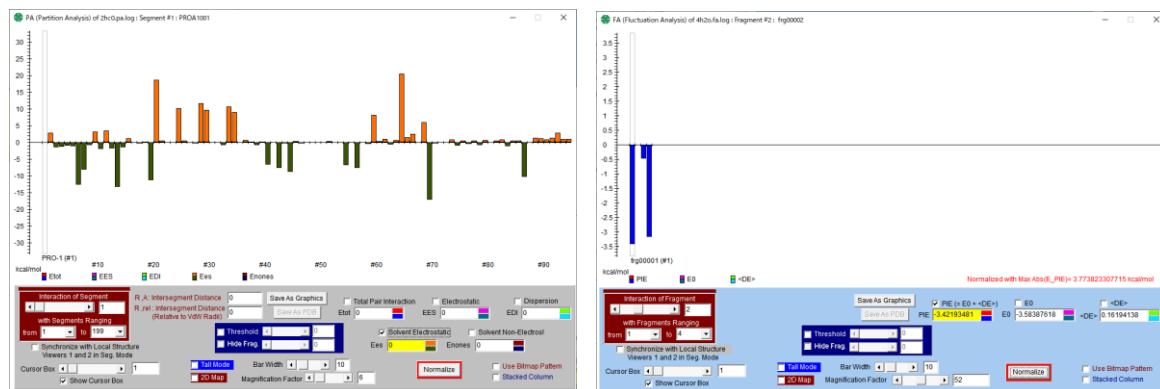 PA (Partition Analysis) of 2hc0.pa.log : Segment #1 : PROA1001
30
25
20
15
10
5
0
-5
-10
-15
-20
-25
-30
PRO-1 (#1)
#10 #20 #30 #40 #50 #60 #70 #80 #90
kcal/mol
Etot EES EDI Ees Enones
Interaction of Segment
1
with Segments Ranging
from 1 to 199
Synchronize with Local Structure
Viewers 1 and 2 in Seg. Mode
Cursor Box 1
Show Cursor Box
R ,A: Intersegment Distance 0
R ,rel : Intersegment Distance 0
(Relative to VdW Radii)
Save As Graphics
Save As PDB
Threshold 0
Hide Frag. 0
Tall Mode
2D Map
Bar Width 10
Magnification Factor 6
Total Pair Interaction
Etot 0
Electrostatic
EES 0
Dispersion
EDI 0
Solvent Electrostatic
Ees 0
Solvent Non-Electrosl
Enones 0
Normalize
Use Bitmap Pattern
Stacked Column
FA (Fluctuation Analysis) of 4h2o.fa.log : Fragment #2 : frg00002
3.5
3
2.5
2
1.5
1
0.5
0
-0.5
-1
-1.5
-2
-2.5
-3
-3.5
frg00001 (#1)
kcal/mol
PIE E0 <DE>
Normalized with Max Abs(E_PIE)= 3.773823307715 kcal/mol
Interaction of Fragment
2
with Fragments Ranging
from 1 to 4
Synchronize with Local Structure
Viewers 1 and 2 in Seg. Mode
Cursor Box 1
Show Cursor Box
Save As Graphics
Save As PDB
Threshold 0
Hide Frag. 0
Tall Mode
2D Map
Bar Width 10
Magnification Factor 52
PIE (= E0 + <DE>)
PIE -3.42193481
E0
E0 -3.58387618
<DE>
<DE> 0.16194138
Normalize
Use Bitmap Pattern
Stacked Column